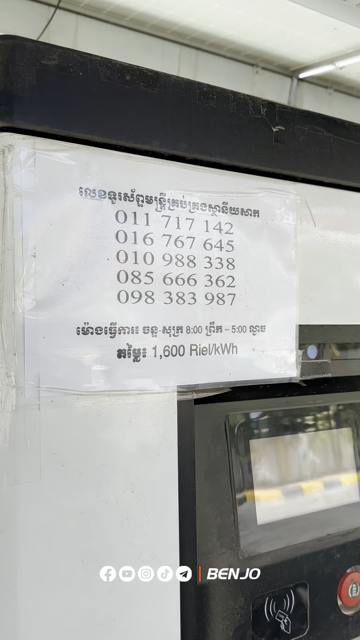 លេខទូរស័ព្ទមន្ត្រីគ្រប់គ្រងស្ថានីយសាក
011 717 142
016 767 645
010 988 338
085 666 362
098 383 987
ម៉ោងធ្វើការ៖ ចន្ទ-សុក្រ 8:00 ព្រឹក – 5:00 ល្ងាច
តម្លៃ៖ 1,600 Riel/kWh
BENJO